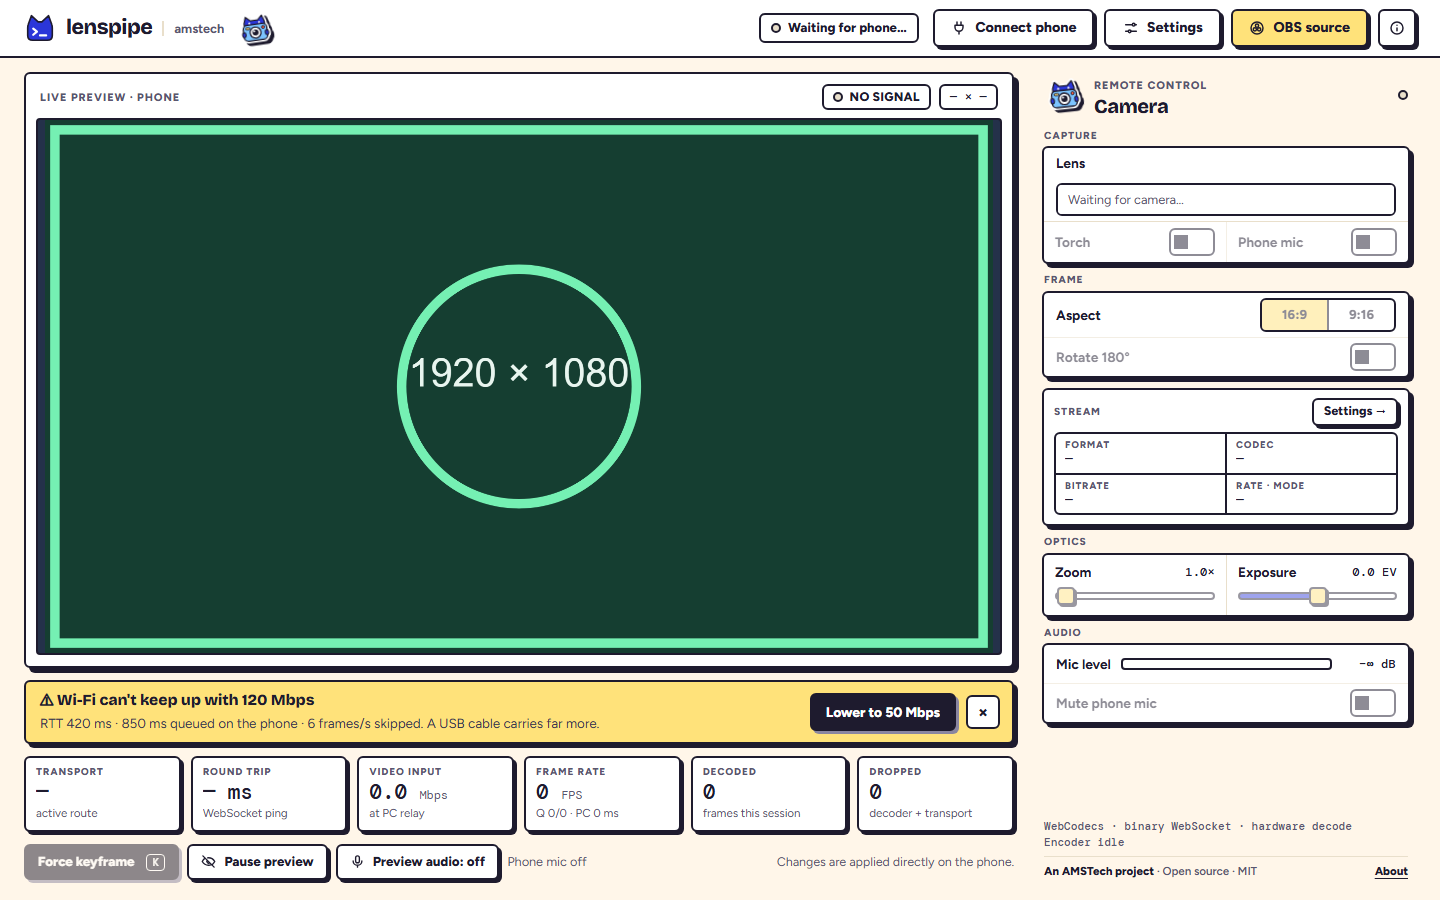 lenspipe
amstech
Waiting for phone...
Connect phone
Settings
OBS source
LIVE PREVIEW · PHONE
NO SIGNAL
– × –
1920 × 1080
⚠ Wi-Fi can't keep up with 120 Mbps
RTT 420 ms · 850 ms queued on the phone · 6 frames/s skipped. A USB cable carries far more.
Lower to 50 Mbps
×
TRANSPORT
—
active route
ROUND TRIP
— ms
WebSocket ping
VIDEO INPUT
0.0 Mbps
at PC relay
FRAME RATE
0 FPS
Q 0/0 · PC 0 ms
DECODED
0
frames this session
DROPPED
0
decoder + transport
Force keyframe K
Pause preview
Preview audio: off
Phone mic off
Changes are applied directly on the phone.
REMOTE CONTROL
Camera
CAPTURE
Lens
Waiting for camera...
Torch
Phone mic
FRAME
Aspect
16:9
9:16
Rotate 180°
STREAM
Settings →
FORMAT
—
CODEC
—
BITRATE
—
RATE · MODE
—
OPTICS
Zoom
1.0×
Exposure
0.0 EV
AUDIO
Mic level
-∞ dB
Mute phone mic
WebCodecs · binary WebSocket · hardware decode
Encoder idle
An AMSTech project · Open source · MIT
About